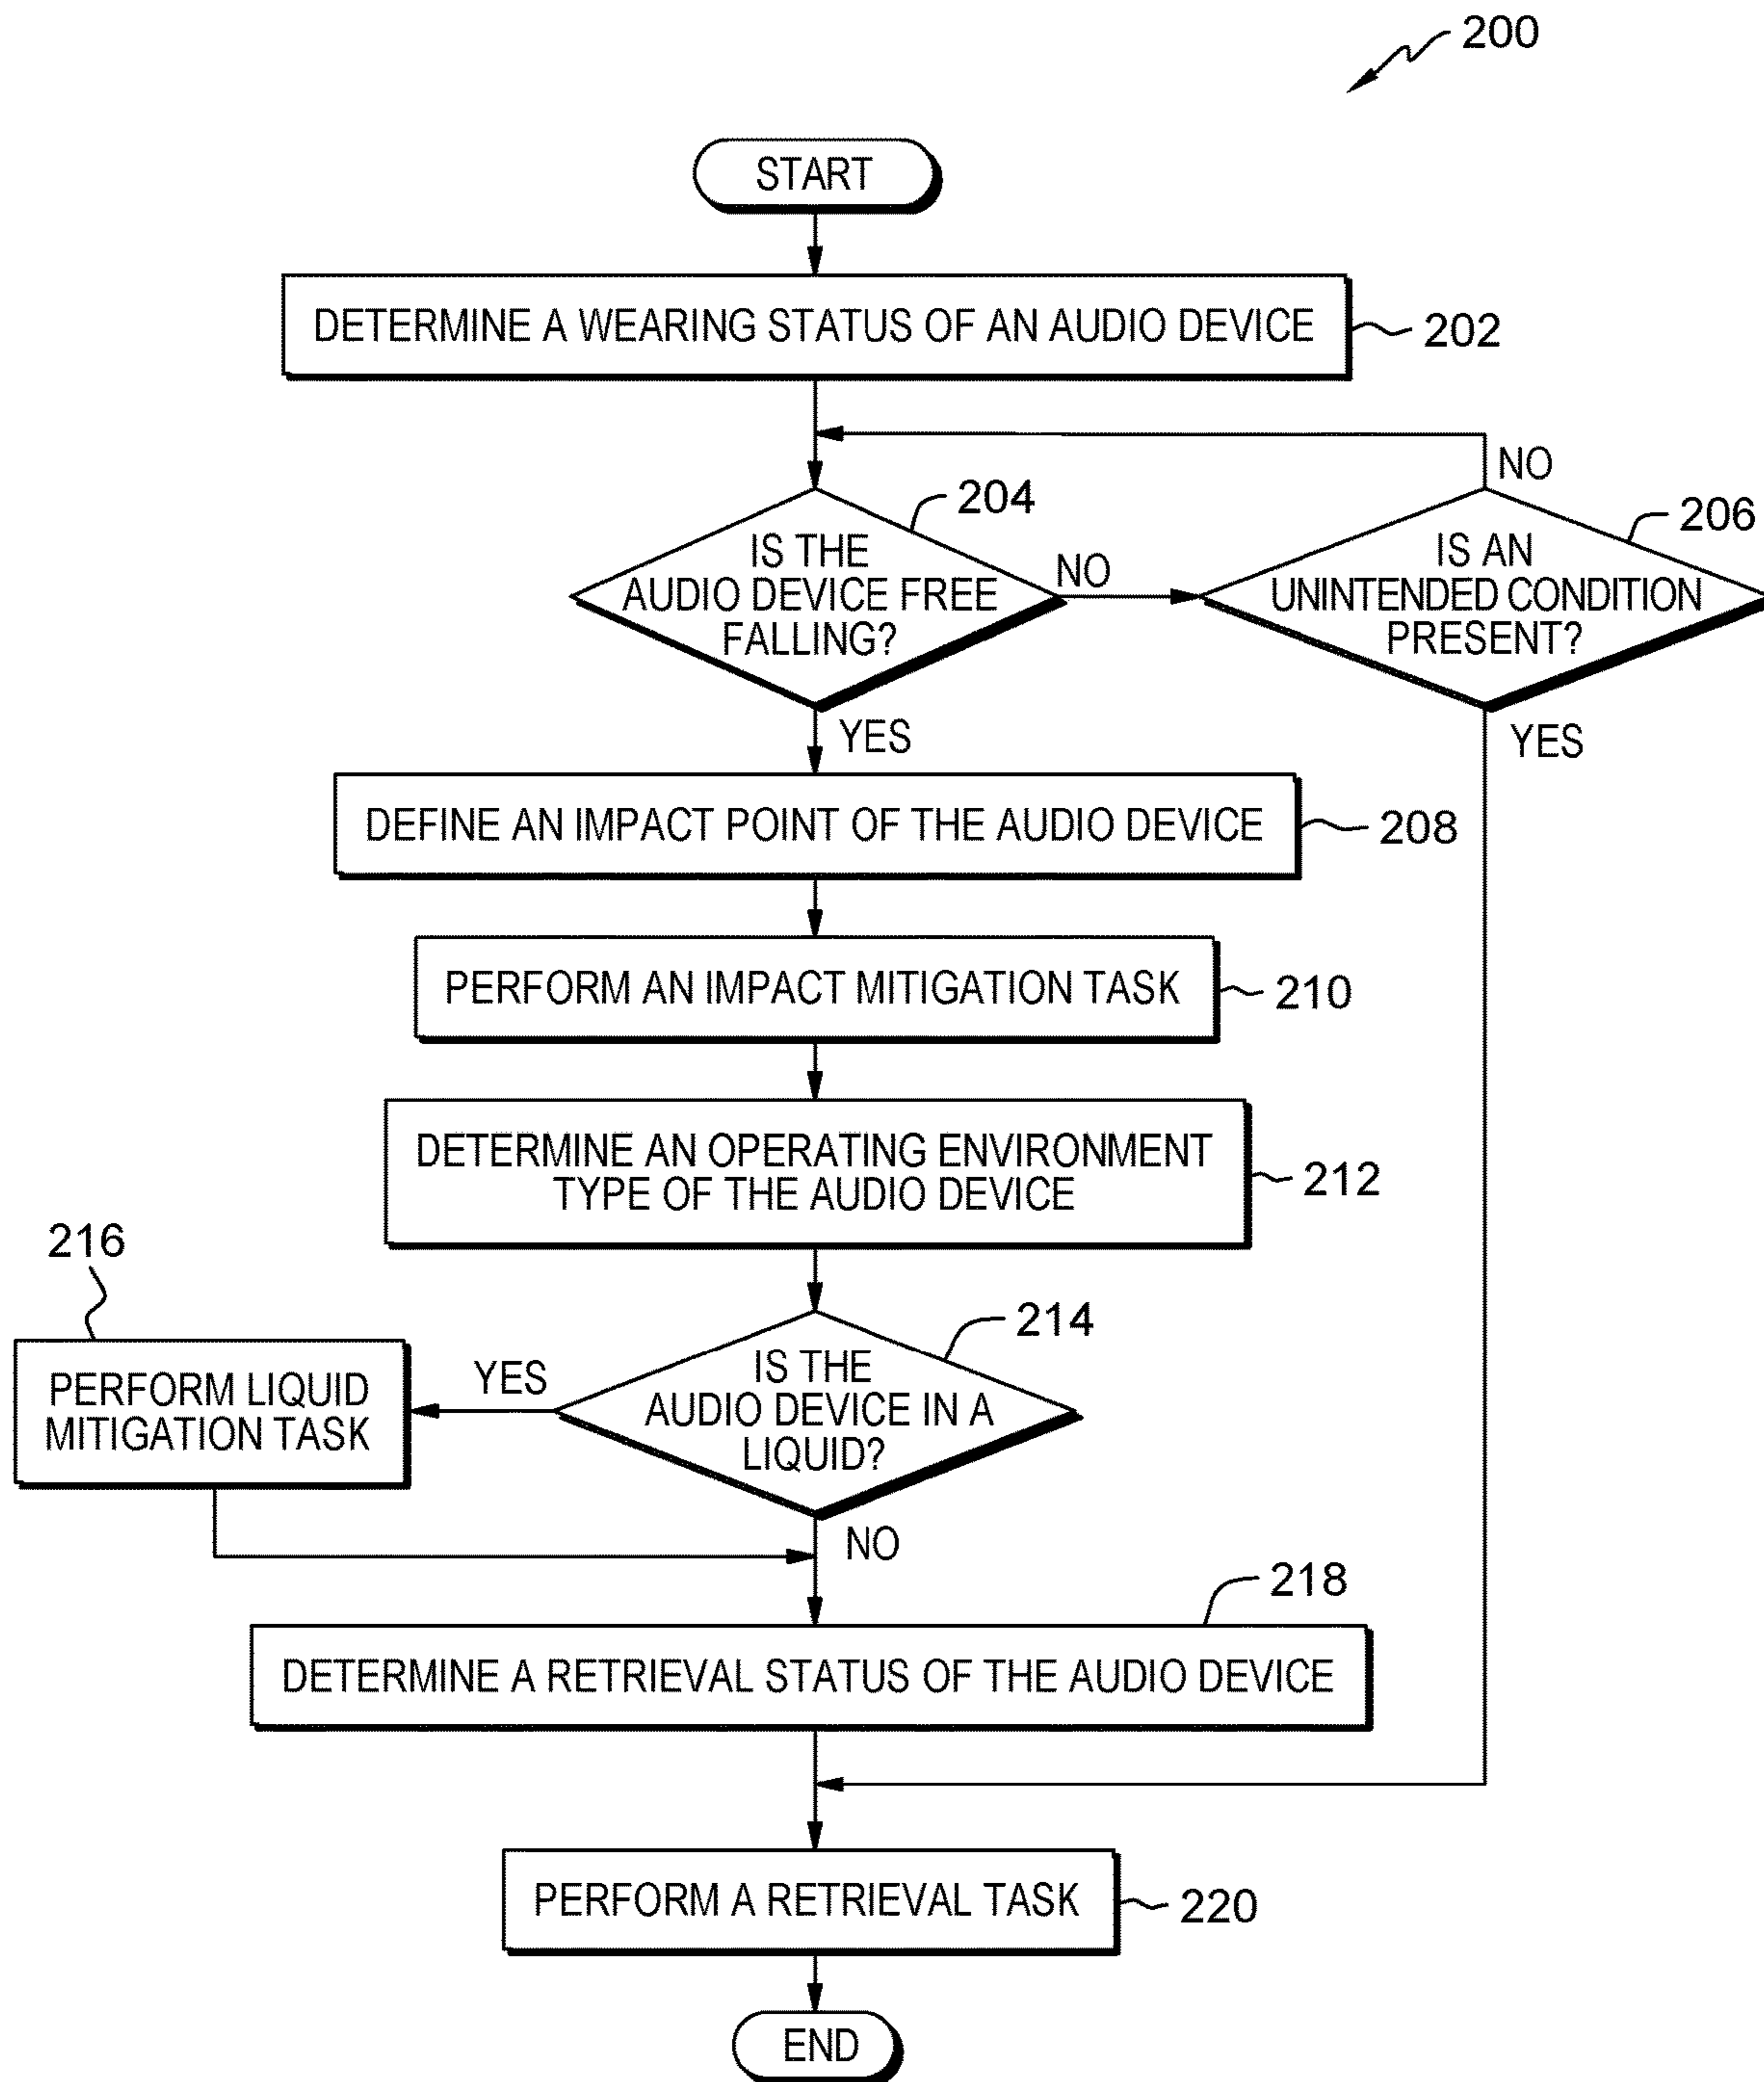 200
START
DETERMINE A WEARING STATUS OF AN AUDIO DEVICE
202
NO
204
IS THE
AUDIO DEVICE FREE
FALLING?
NO
206
IS AN
UNINTENDED CONDITION
PRESENT?
YES
YES
DEFINE AN IMPACT POINT OF THE AUDIO DEVICE
208
PERFORM AN IMPACT MITIGATION TASK
210
DETERMINE AN OPERATING ENVIRONMENT
TYPE OF THE AUDIO DEVICE
212
216
PERFORM LIQUID
MITIGATION TASK
YES
214
IS THE
AUDIO DEVICE IN A
LIQUID?
NO
218
DETERMINE A RETRIEVAL STATUS OF THE AUDIO DEVICE
PERFORM A RETRIEVAL TASK
220
END